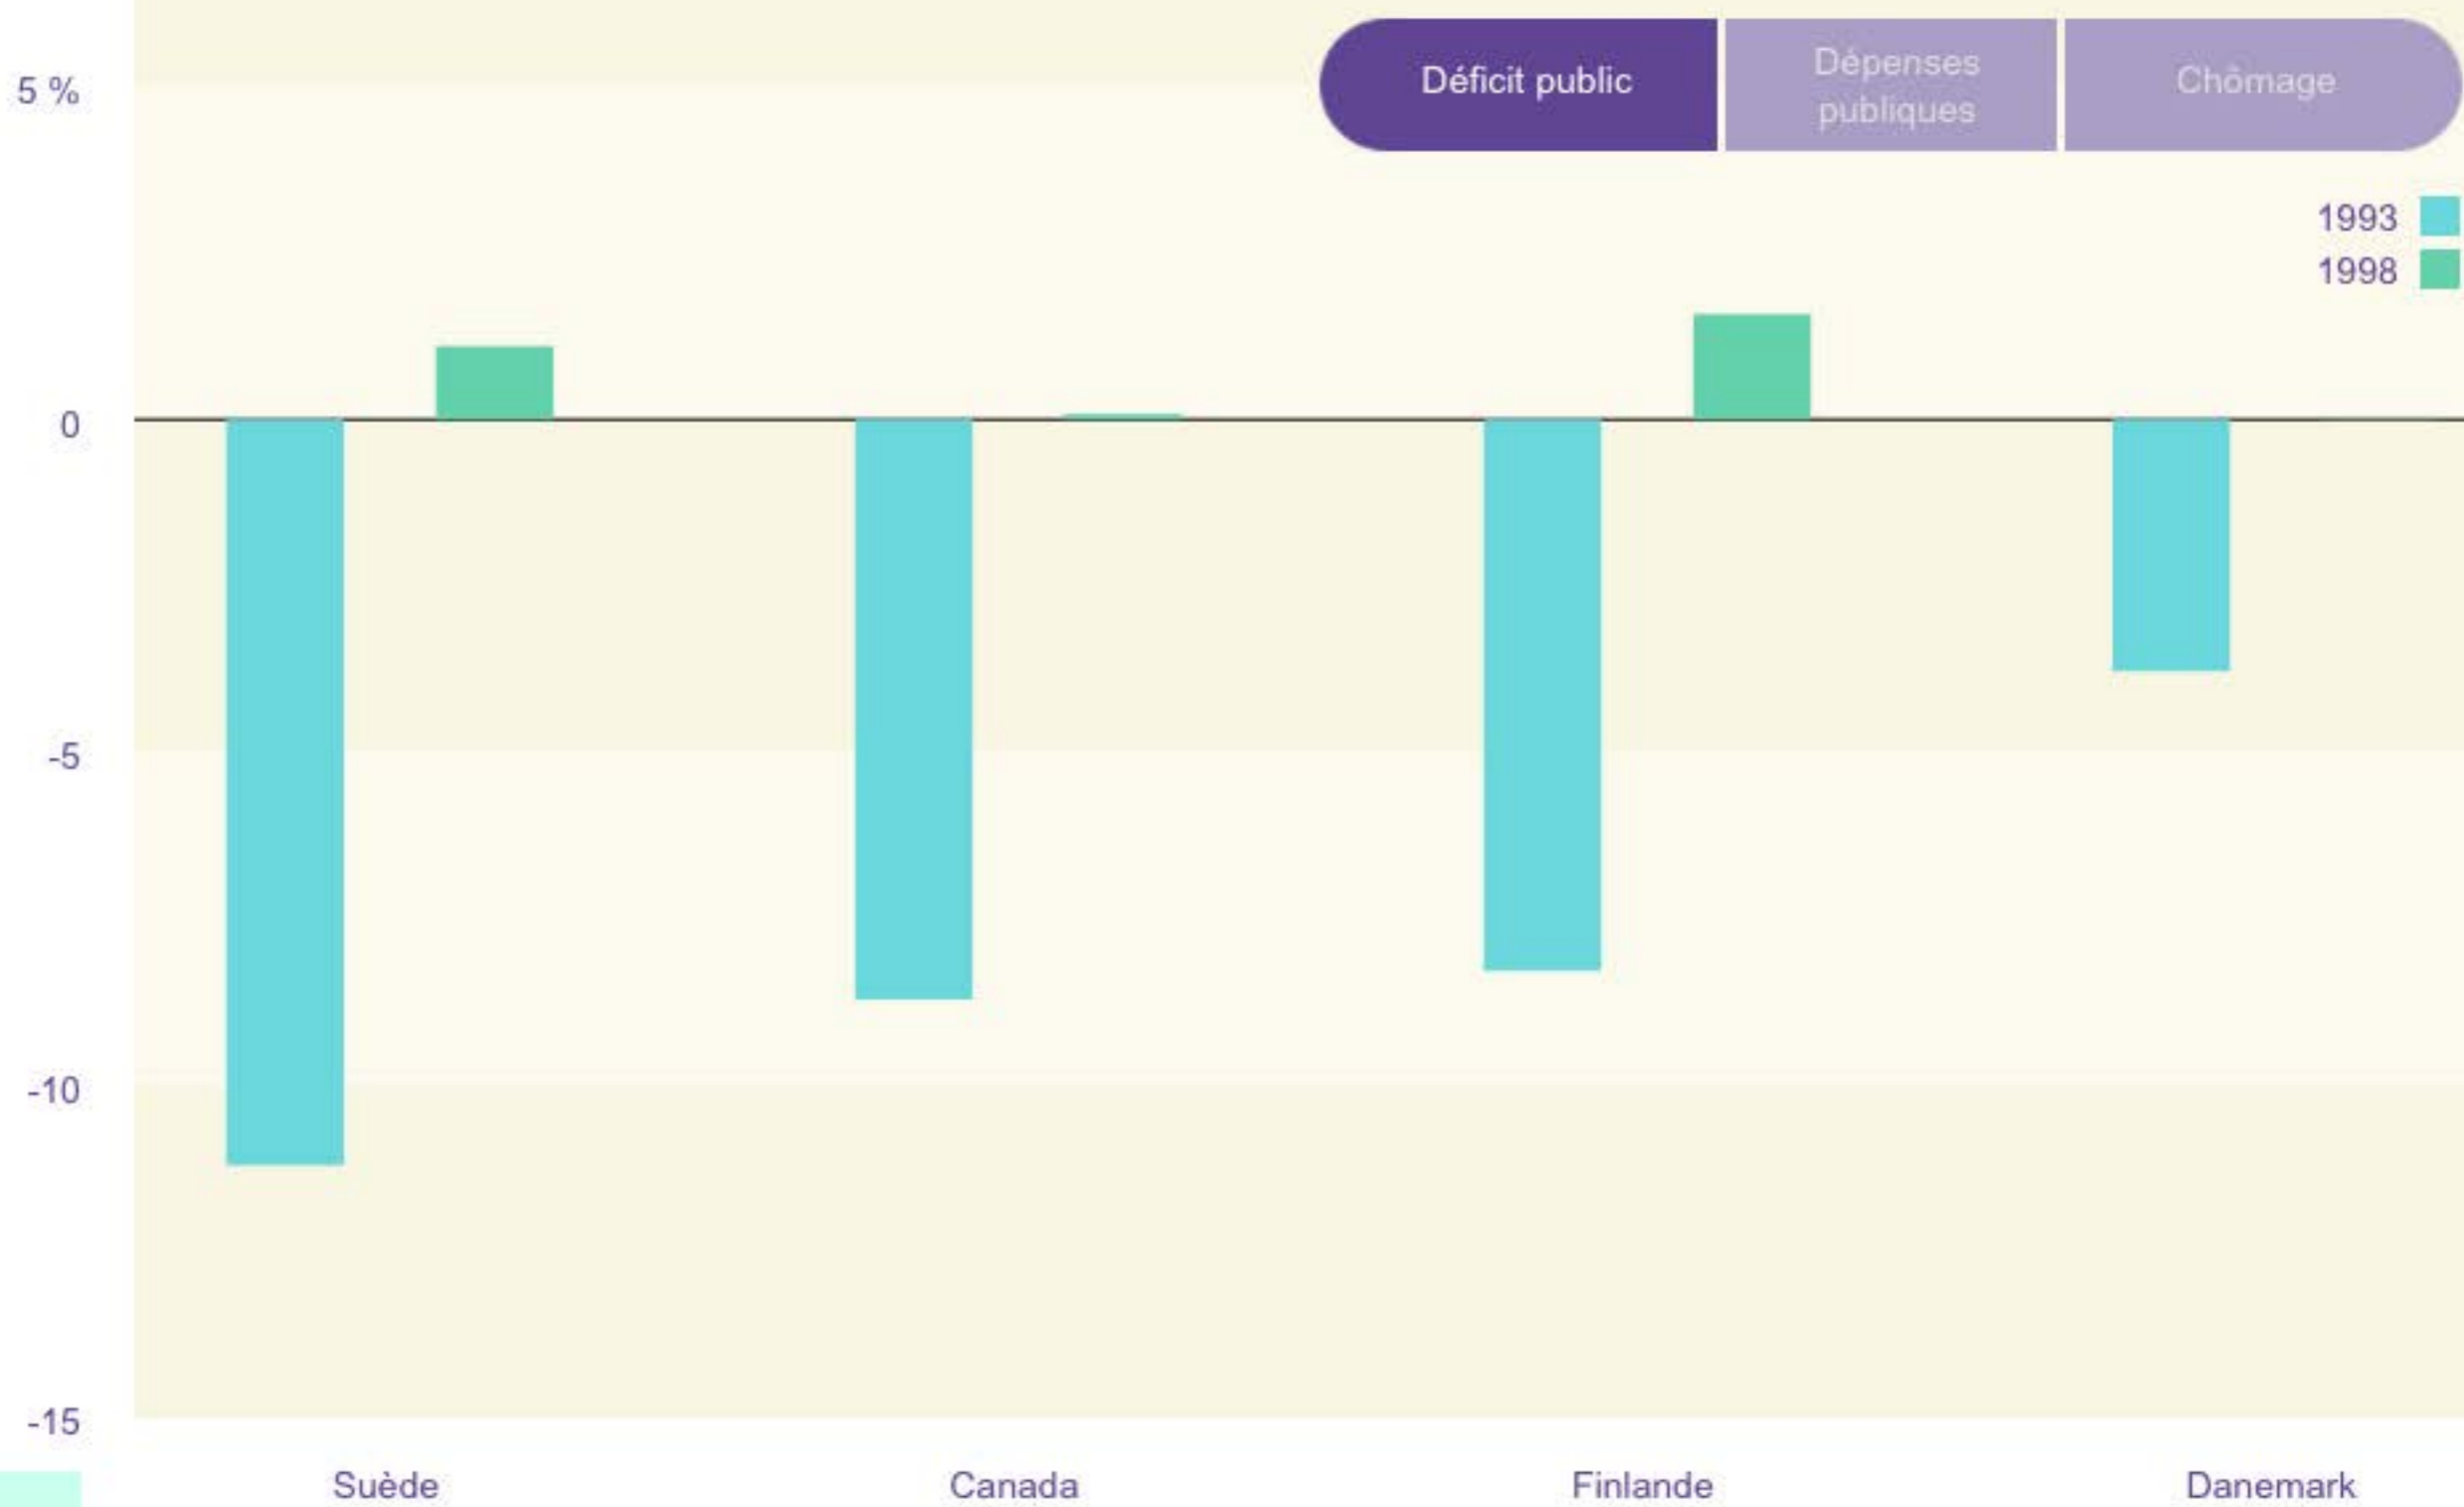 Déficit public
Dépenses
publiques
Chômage
1993
1998
5 %
0
-5
-10
-15
Suède
Canada
Finlande
Danemark